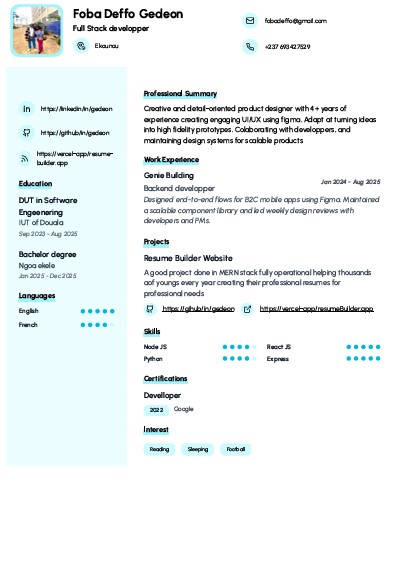 Foba Deffo Gedeon
Full Stack developper
Ekounou
fobadeffo@gmail.com
+237 693427529
https://linkedin/in/gedeon
https://github/in/gedeon
https://vercel-app/resume-
builder.app
Education
DUT in Software
Engeenering
IUT of Douala
Sep 2023 - Aug 2025
Bachelor degree
Ngoa ekele
Jan 2025 - Dec 2025
Languages
English
French
Professional Summary
Creative and detail-oriented product designer with 4+ years of
experience creating engaging UI/UX using figma. Adapt at turning ideas
into high fidelity prototypes. Colaborating with developpers, and
maintaining design systems for scalable products
Work Experience
Genie Building
Jan 2024 - Aug 2025
Backend developper
Designed end-to-end flows for B2C mobile apps using Figma. Maintained
a scalable component library and led weekly design reviews with
developers and PMs.
Projects
Resume Builder Website
A good project done in MERN stack fully operational helping thousands
aof youngs every year creating their professional resumes for
professional needs
https://gihub/in/gedeon
https://vercel-app/resumeBuilder.app
Skills
Node JS
React JS
Python
Express
Certifications
Develloper
2022
Google
Interest
Reading
Sleeping
Football